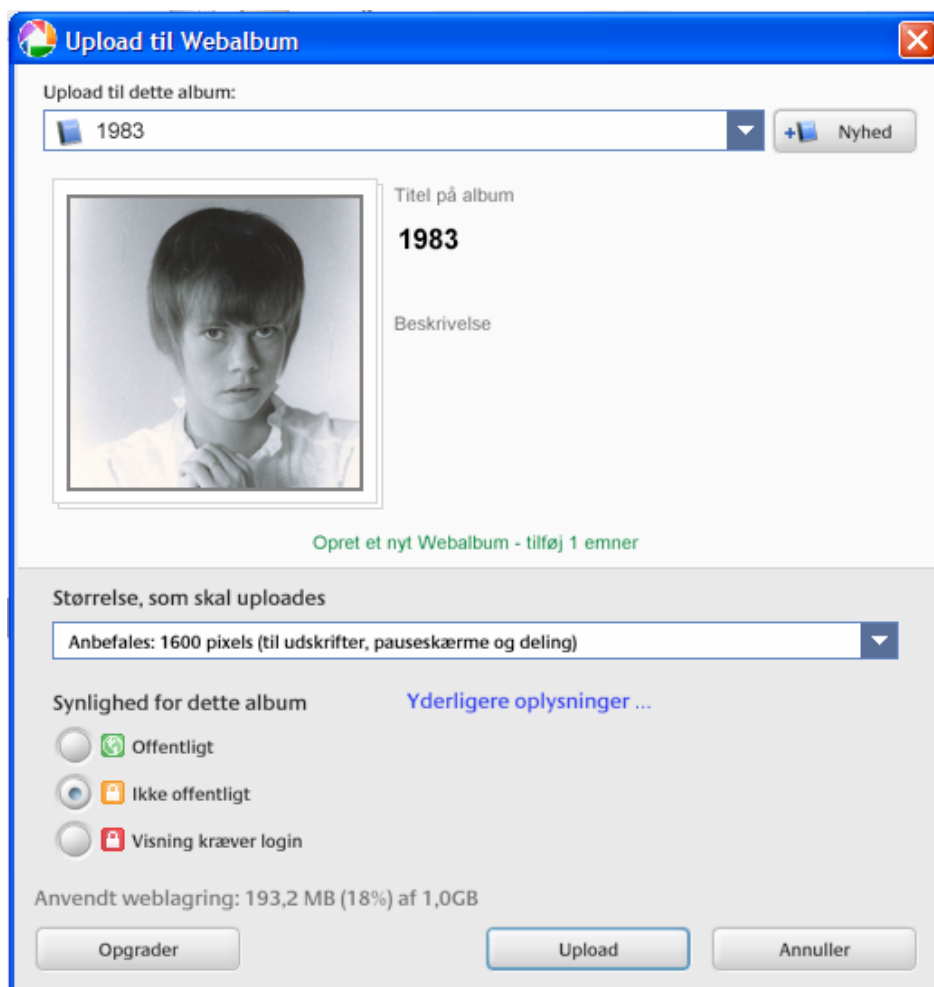 Upload til Webalbum
Upload til dette album:
1983
Nyhed
Titel på album
1983
Beskrivelse
Opret et nyt Webalbum - tilføj 1 emner
Størrelse, som skal uploades
Anbefales: 1600 pixels (til udskrifter, pauseskærme og deling)
Synlighed for dette album
Yderligere oplysninger ...
Offentligt
Ikke offentligt
Visning kræver login
Anvendt weblagring: 193,2 MB (18%) af 1,0GB
Opgrader
Upload
Annuller